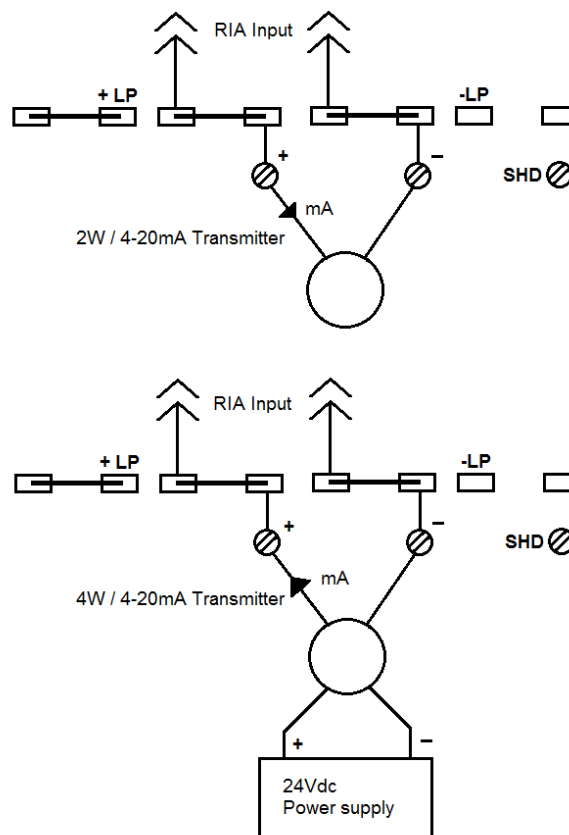 RIA Input
+ LP
-LP
+
–
SHD
mA
2W / 4-20mA Transmitter
RIA Input
+ LP
-LP
+
–
SHD
mA
4W / 4-20mA Transmitter
+
–
24Vdc
Power supply